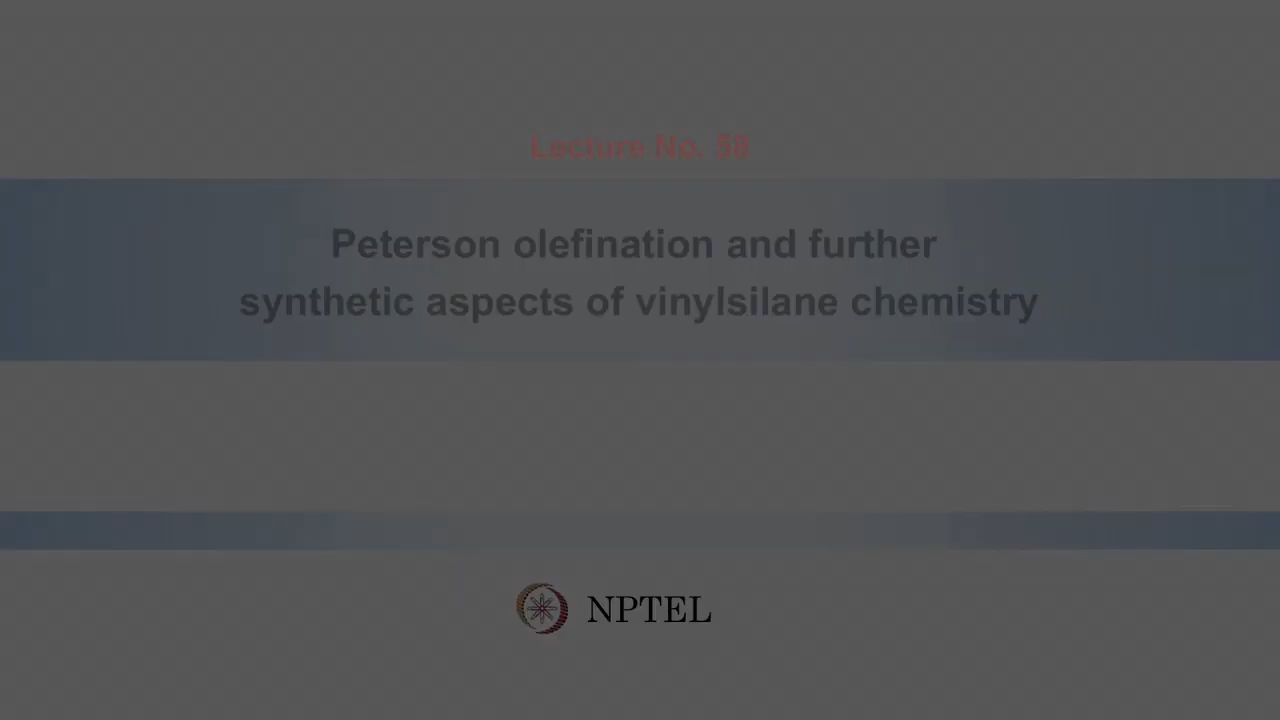 Lecture No. 58
Peterson olefination and further
synthetic aspects of vinylsilane chemistry
NPTEL